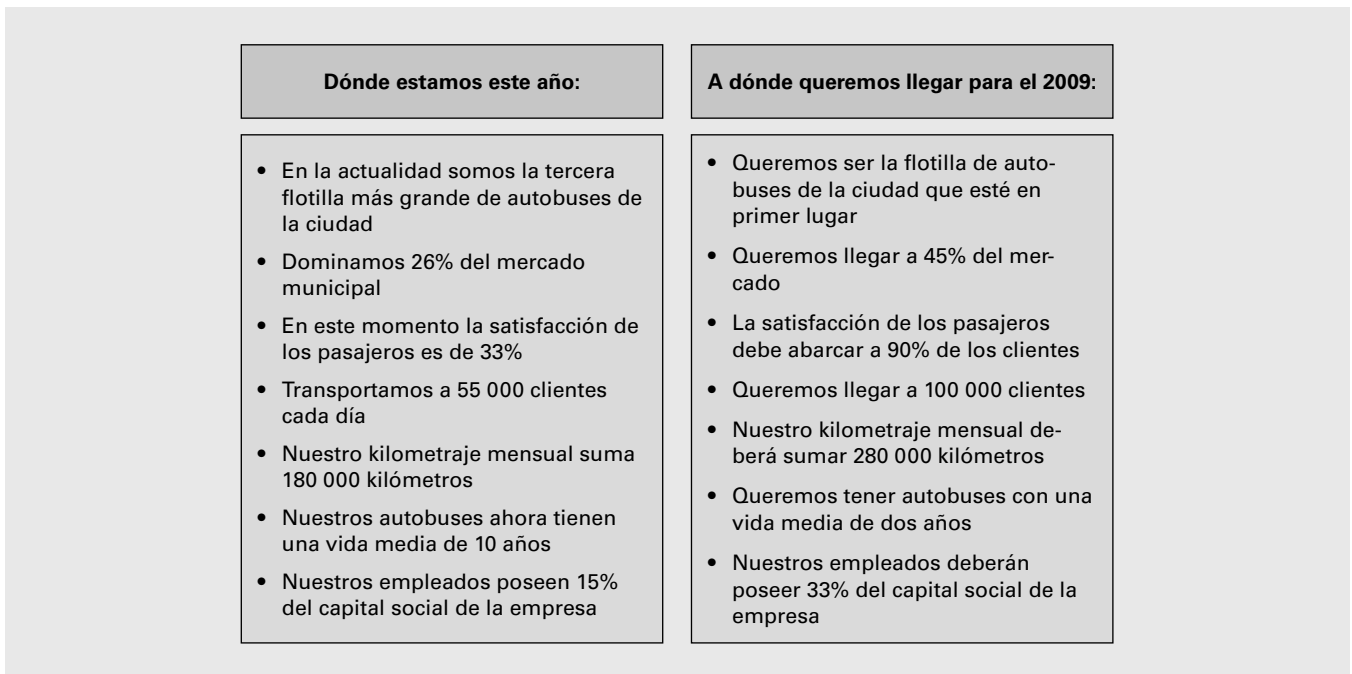 Dónde estamos este año:
• En la actualidad somos la tercera
flotilla más grande de autobuses de
la ciudad
• Dominamos 26% del mercado
municipal
• En este momento la satisfacción de
los pasajeros es de 33%
• Transportamos a 55 000 clientes
cada día
• Nuestro kilometraje mensual suma
180 000 kilómetros
• Nuestros autobuses ahora tienen
una vida media de 10 años
• Nuestros empleados poseen 15%
del capital social de la empresa
A dónde queremos llegar para el 2009:
• Queremos ser la flotilla de auto-
buses de la ciudad que esté en
primer lugar
• Queremos llegar a 45% del mer-
cado
• La satisfacción de los pasajeros
debe abarcar a 90% de los clientes
• Queremos llegar a 100 000 clientes
• Nuestro kilometraje mensual de-
berá sumar 280 000 kilómetros
• Queremos tener autobuses con una
vida media de dos años
• Nuestros empleados deberán
poseer 33% del capital social de la
empresa